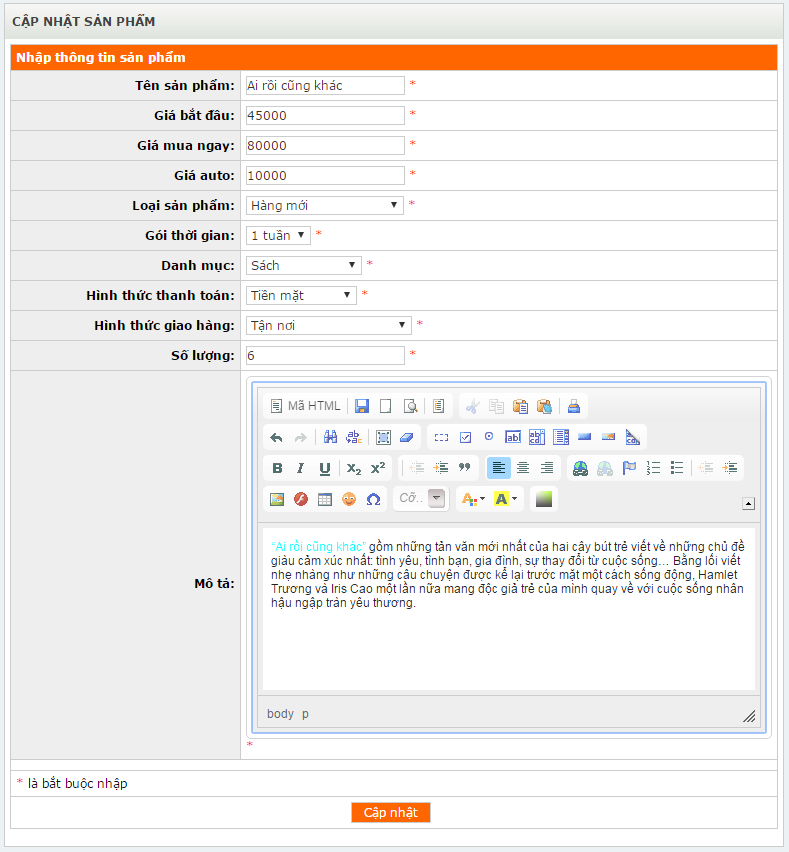 CẬP NHẬT SẢN PHẨM
Nhập thông tin sản phẩm
Tên sản phẩm: Ai rồi cũng khác *
Giá bắt đầu: 45000 *
Giá mua ngay: 80000 *
Giá auto: 10000 *
Loại sản phẩm: Hàng mới *
Gói thời gian: 1 tuần *
Danh mục: Sách *
Hình thức thanh toán: Tiền mặt *
Hình thức giao hàng: Tận nơi *
Số lượng: 6 *
Mã HTML
B I U X₂ X²
Cỡ..
Mô tả:
“Ai rồi cũng khác” gồm những tản văn mới nhất của hai cây bút trẻ viết về những chủ đề
giàu cảm xúc nhất: tình yêu, tình bạn, gia đình, sự thay đổi từ cuộc sống… Bằng lối viết
nhẹ nhàng như những câu chuyện được kể lại trước mặt một cách sống động, Hamlet
Trương và Iris Cao một lần nữa mang độc giả trẻ của mình quay về với cuộc sống nhân
hậu ngập tràn yêu thương.
body p
*
* là bắt buộc nhập
Cập nhật